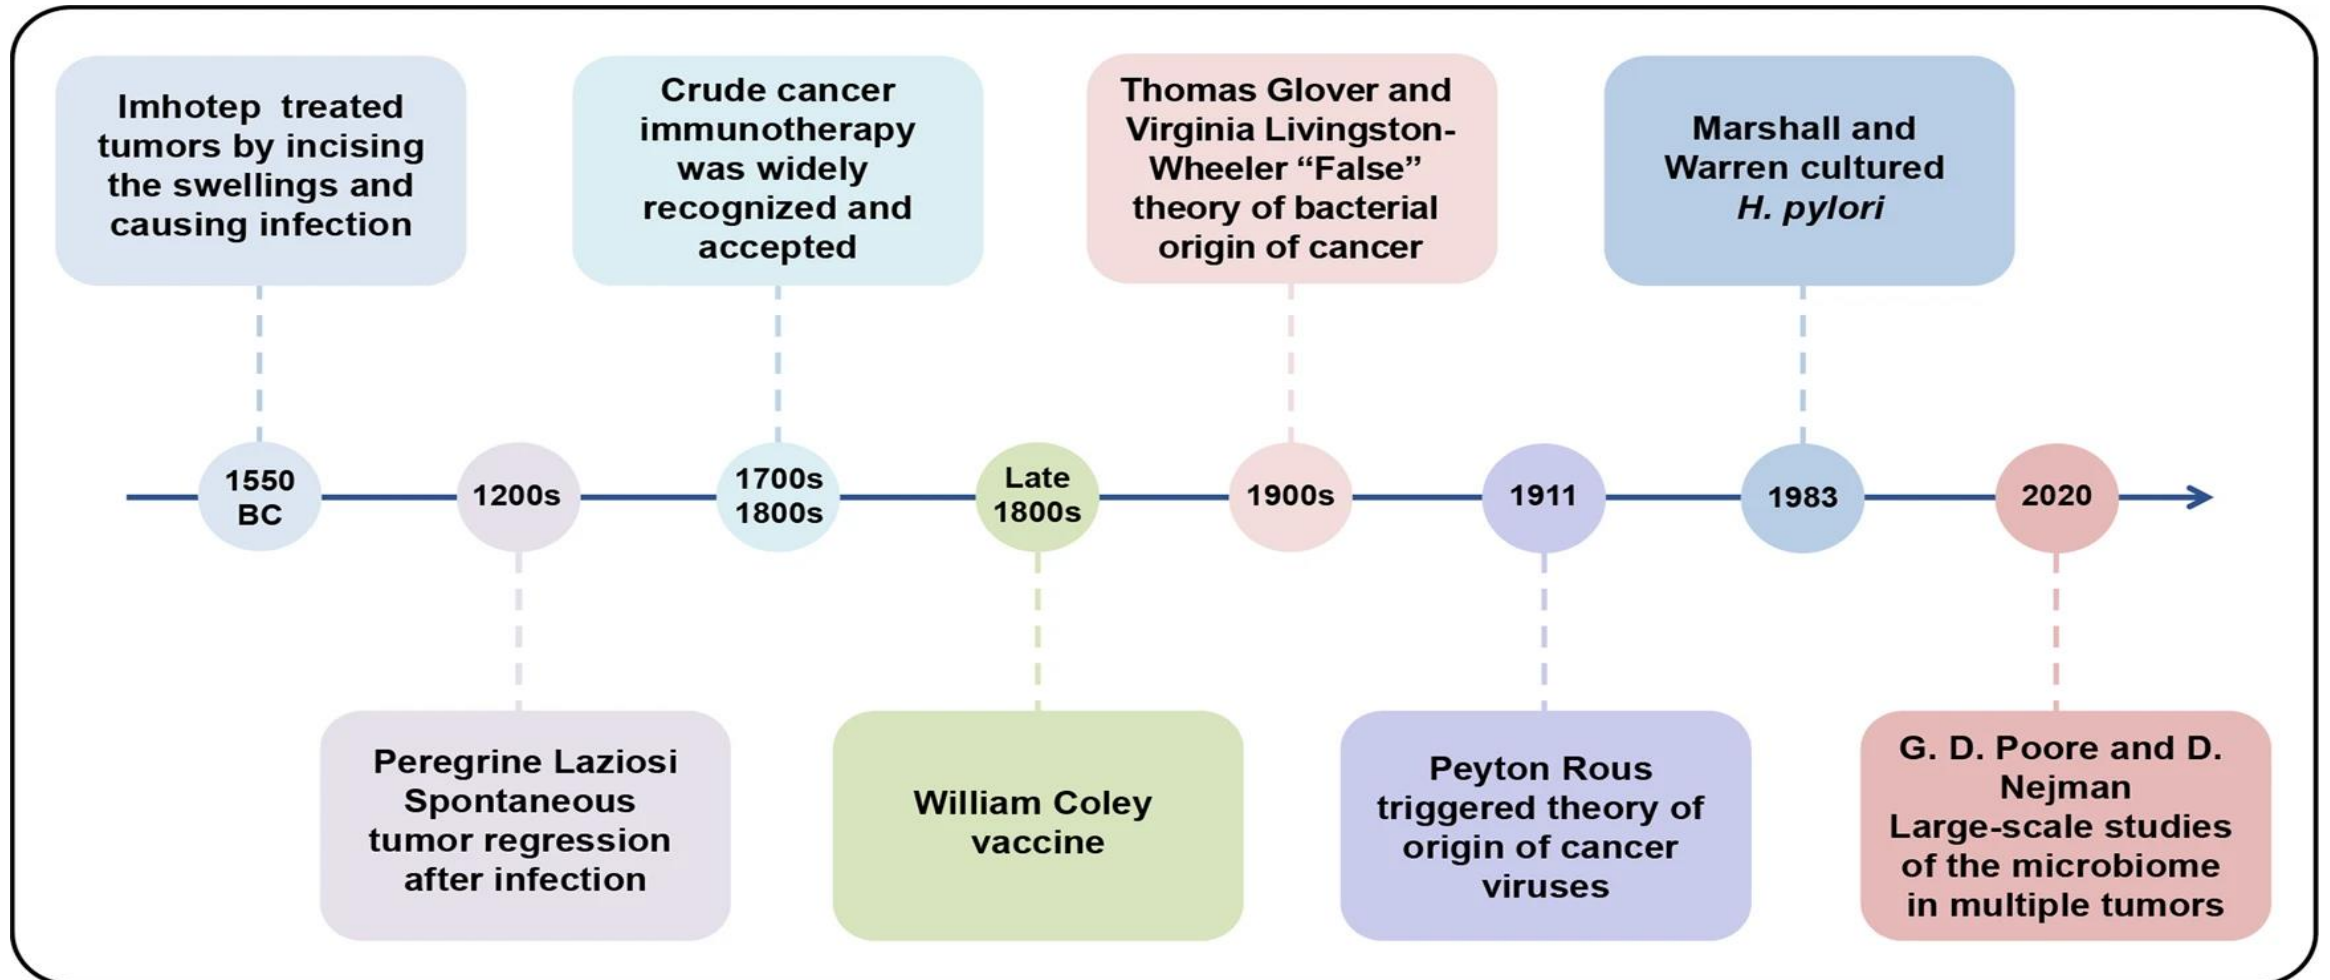 Imhotep treated
tumors by incising
the swellings and
causing infection
Crude cancer
immunotherapy
was widely
recognized and
accepted
Thomas Glover and
Virginia Livingston-
Wheeler “False”
theory of bacterial
origin of cancer
Marshall and
Warren cultured
H. pylori
1550
BC
1200s
1700s
1800s
Late
1800s
1900s
1911
1983
2020
Peregrine Laziosi
Spontaneous
tumor regression
after infection
William Coley
vaccine
Peyton Rous
triggered theory of
origin of cancer
viruses
G. D. Poore and D.
Nejman
Large-scale studies
of the microbiome
in multiple tumors